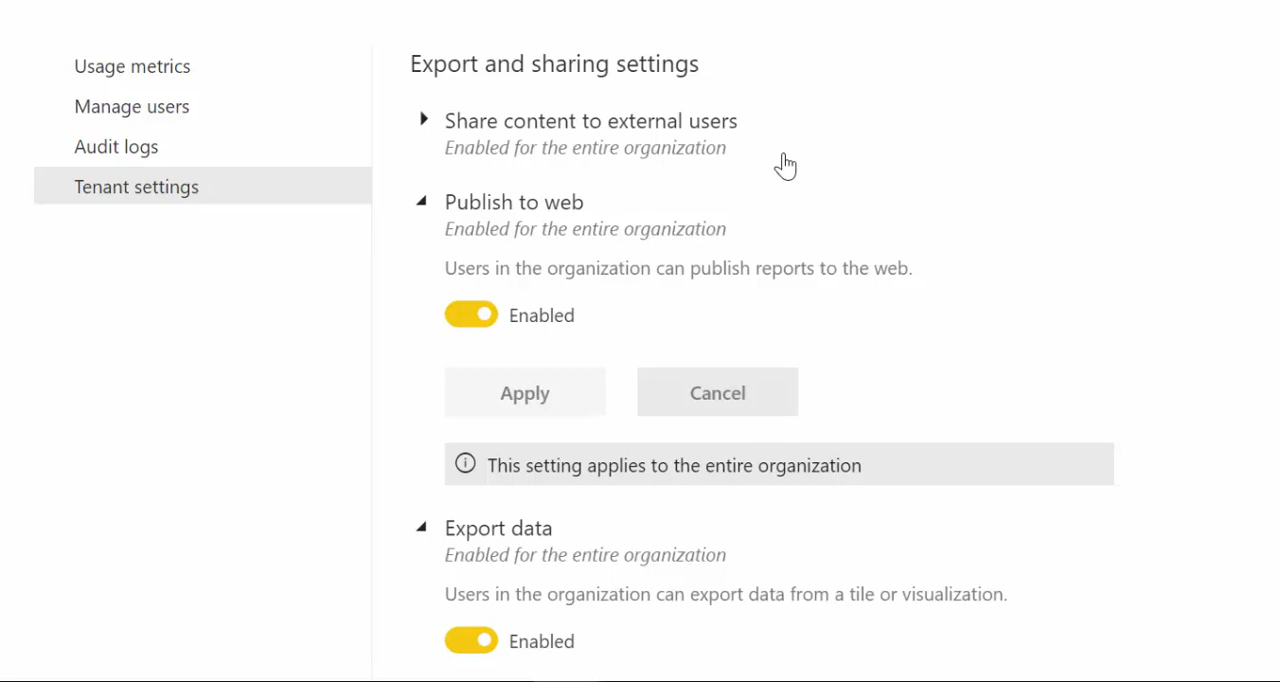 Usage metrics
Manage users
Audit logs
Tenant settings
Export and sharing settings
Share content to external users
Enabled for the entire organization
Publish to web
Enabled for the entire organization
Users in the organization can publish reports to the web.
Enabled
Apply
Cancel
This setting applies to the entire organization
Export data
Enabled for the entire organization
Users in the organization can export data from a tile or visualization.
Enabled